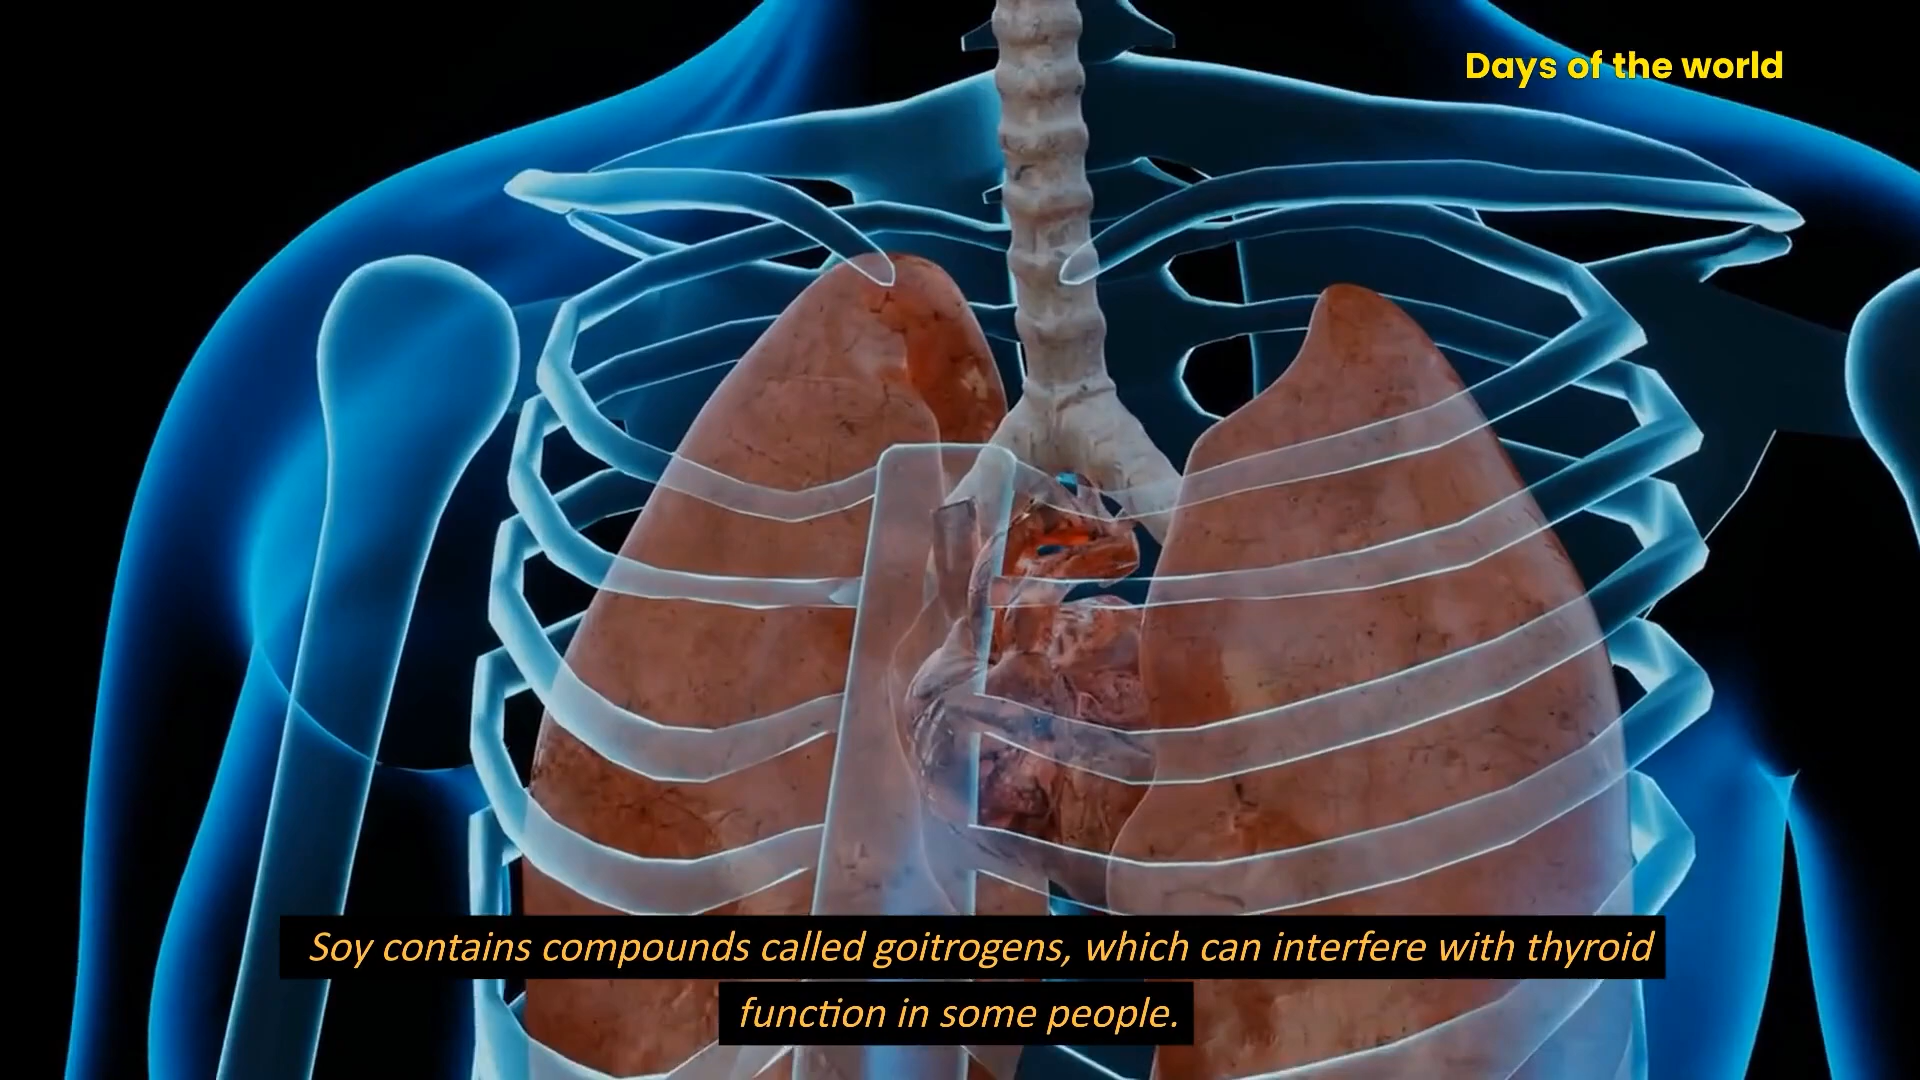 Days of the world
Soy contains compounds called goitrogens, which can interfere with thyroid
function in some people.